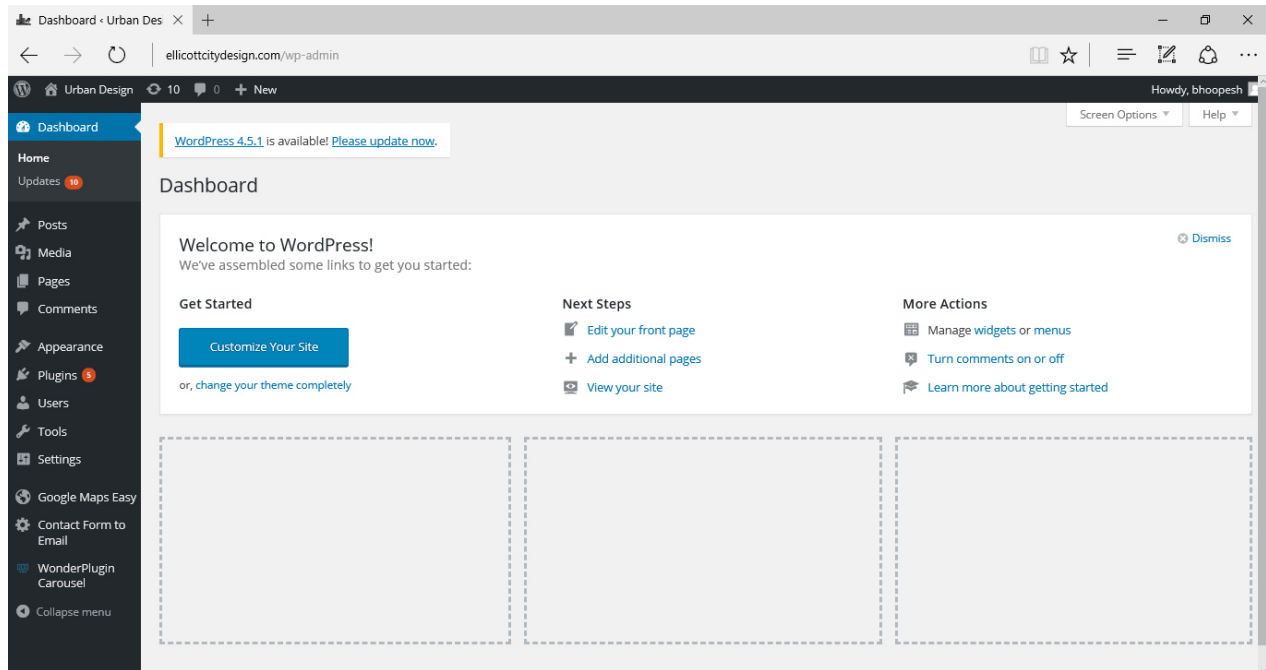 Dashboard ‹ Urban Des
ellicottcitydesign.com/wp-admin
Urban Design 10 0 + New Howdy, bhoopesh
Screen Options Help
Dashboard
Home
Updates 10
Posts
Media
Pages
Comments
Appearance
Plugins 5
Users
Tools
Settings
Google Maps Easy
Contact Form to
Email
WonderPlugin
Carousel
Collapse menu
WordPress 4.5.1 is available! Please update now.
Dashboard
Welcome to WordPress!
Dismiss
We've assembled some links to get you started:
Get Started
Customize Your Site
or, change your theme completely
Next Steps
Edit your front page
Add additional pages
View your site
More Actions
Manage widgets or menus
Turn comments on or off
Learn more about getting started